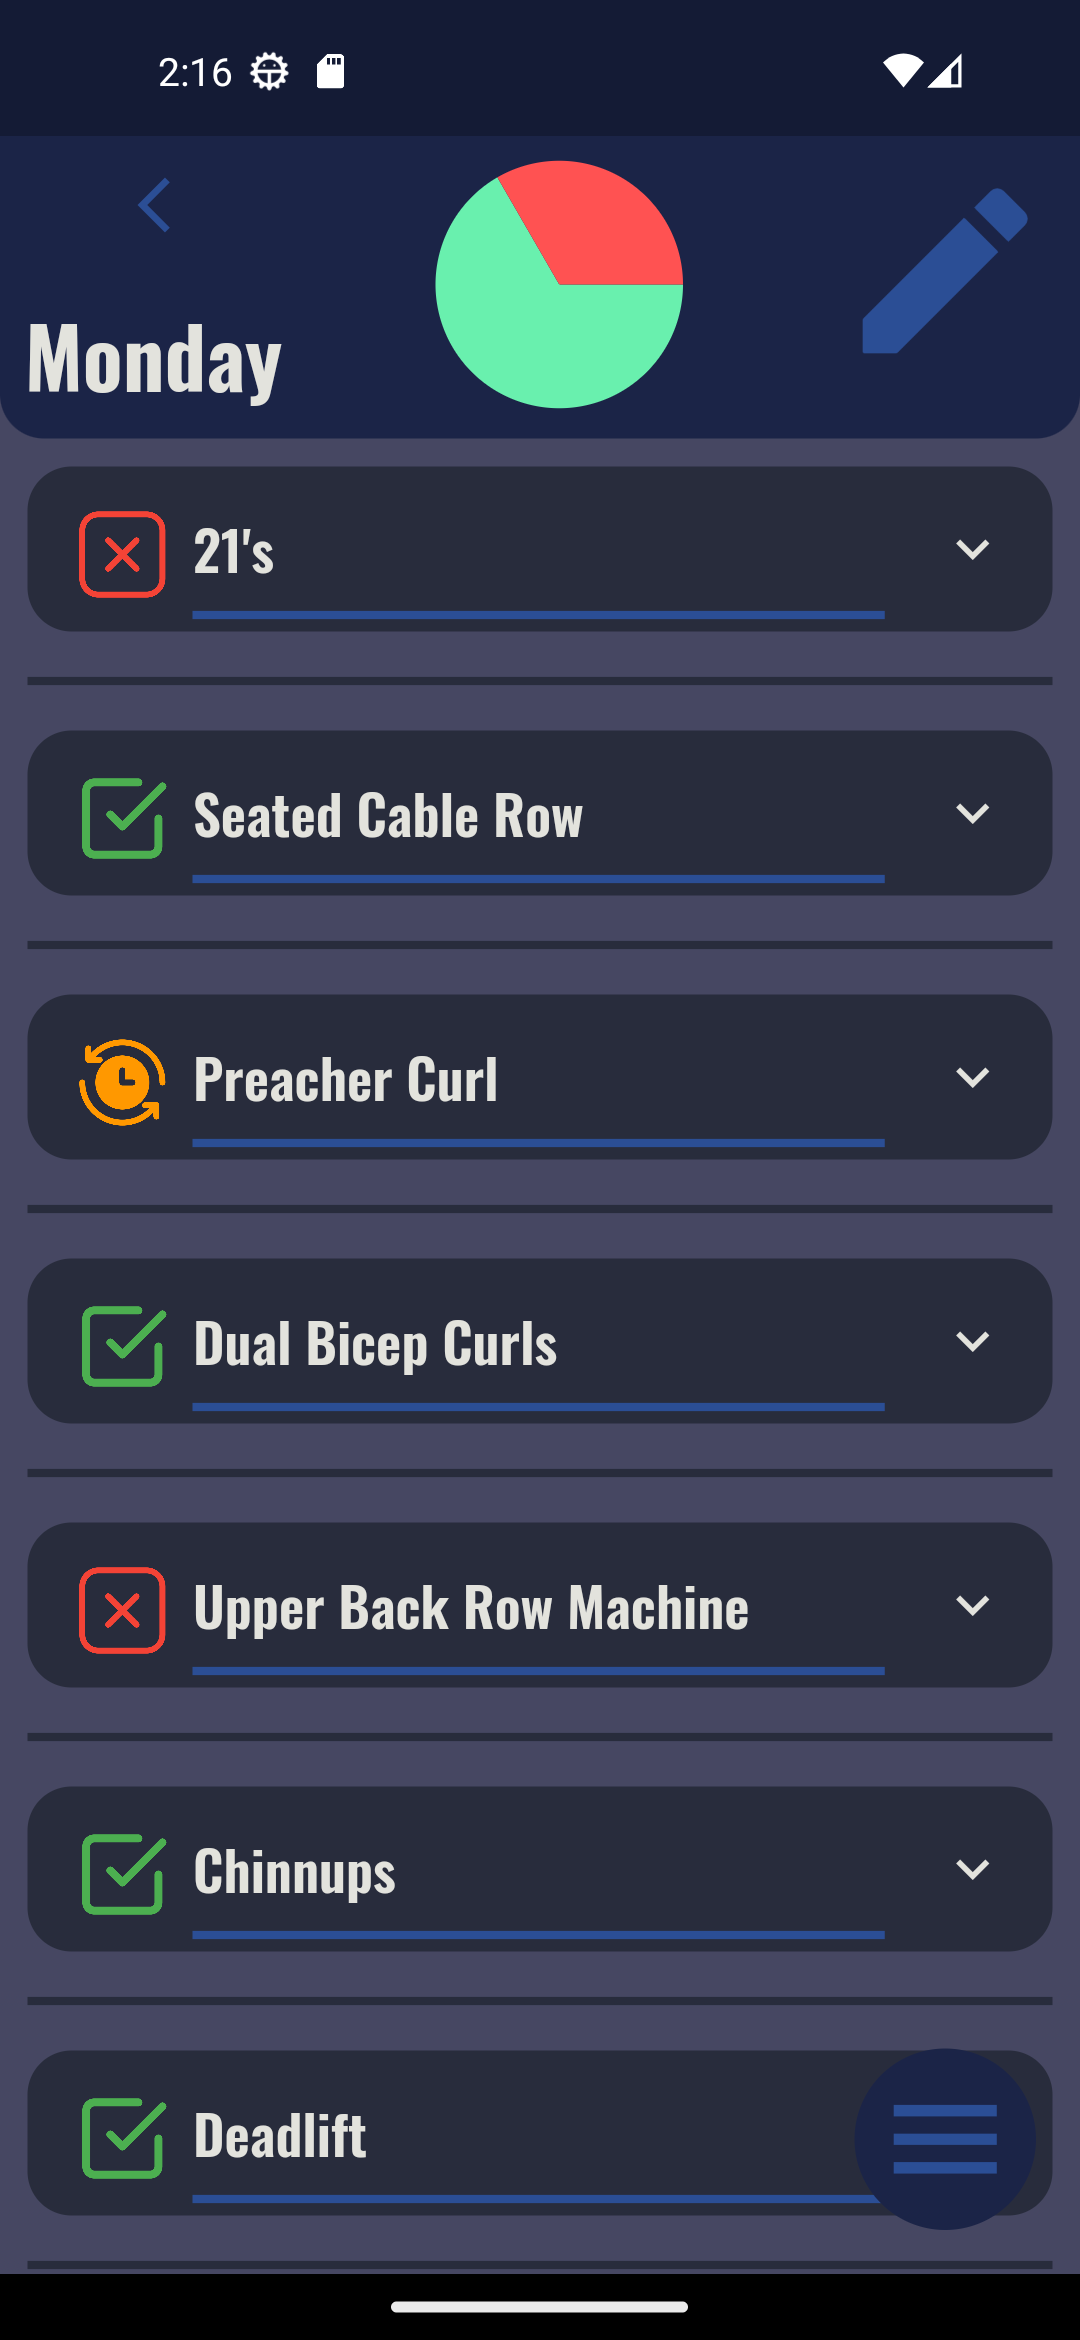 2:16
Monday
21's
Seated Cable Row
Preacher Curl
Dual Bicep Curls
Upper Back Row Machine
Chinnups
Deadlift